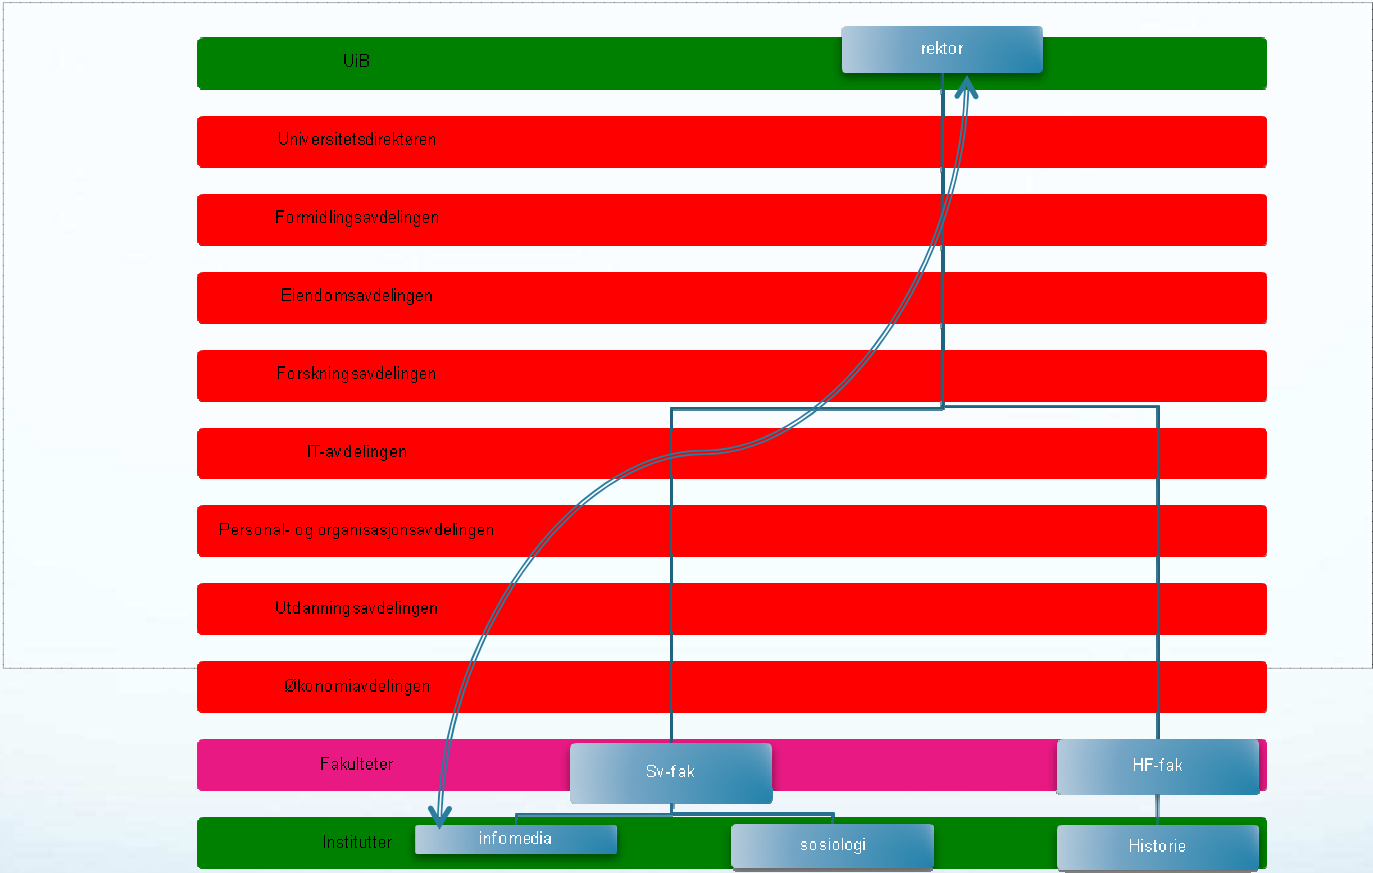 UiB
rektor
Universitetsdirektøren
Formidlingsavdelingen
Eiendomsavdelingen
Forskningsavdelingen
IT-avdelingen
Personal- og organisasjonsavdelingen
Utdanningsavdelingen
Økonomiavdelingen
Fakulteter
Sv-fak
HF-fak
Institutter
infomedia
sosiologi
Historie